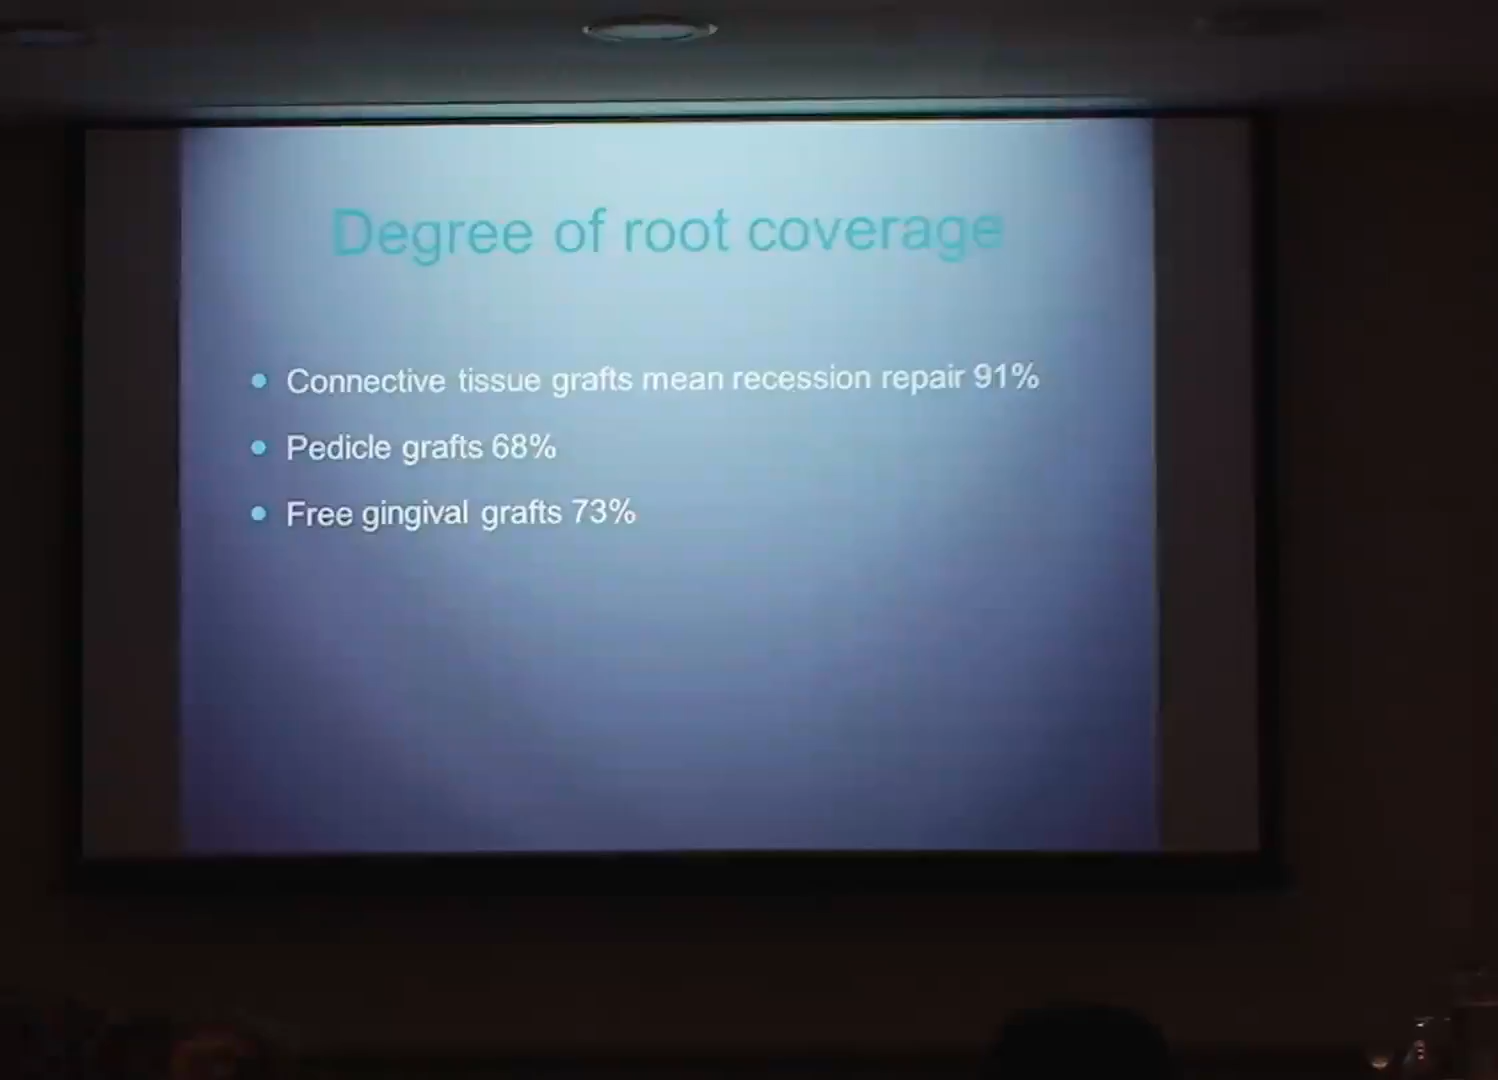 Degree of root coverage
Connective tissue grafts mean recession repair 91%
Pedicle grafts 68%
Free gingival grafts 73%